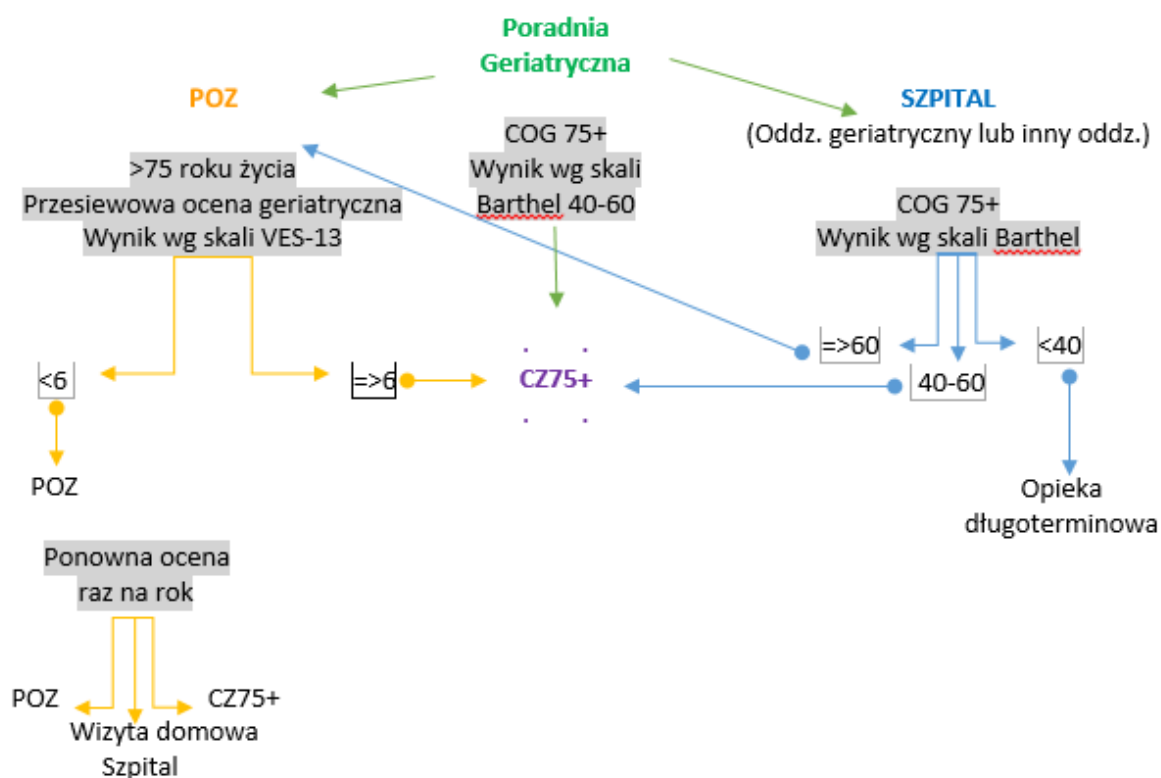 Poradnia
Geriatryczna
POZ
>75 roku życia
Przesiewowa ocena geriatryczna
Wynik wg skali VES-13
COG 75+
Wynik wg skali
Barthel 40-60
SZPITAL
(Oddz. geriatryczny lub inny oddz.)
COG 75+
Wynik wg skali Barthel
<6
=>6
CZ75+
=>60
40-60
<40
POZ
Opieka
długoterminowa
Ponowna ocena
raz na rok
POZ
CZ75+
Wizyta domowa
Szpital